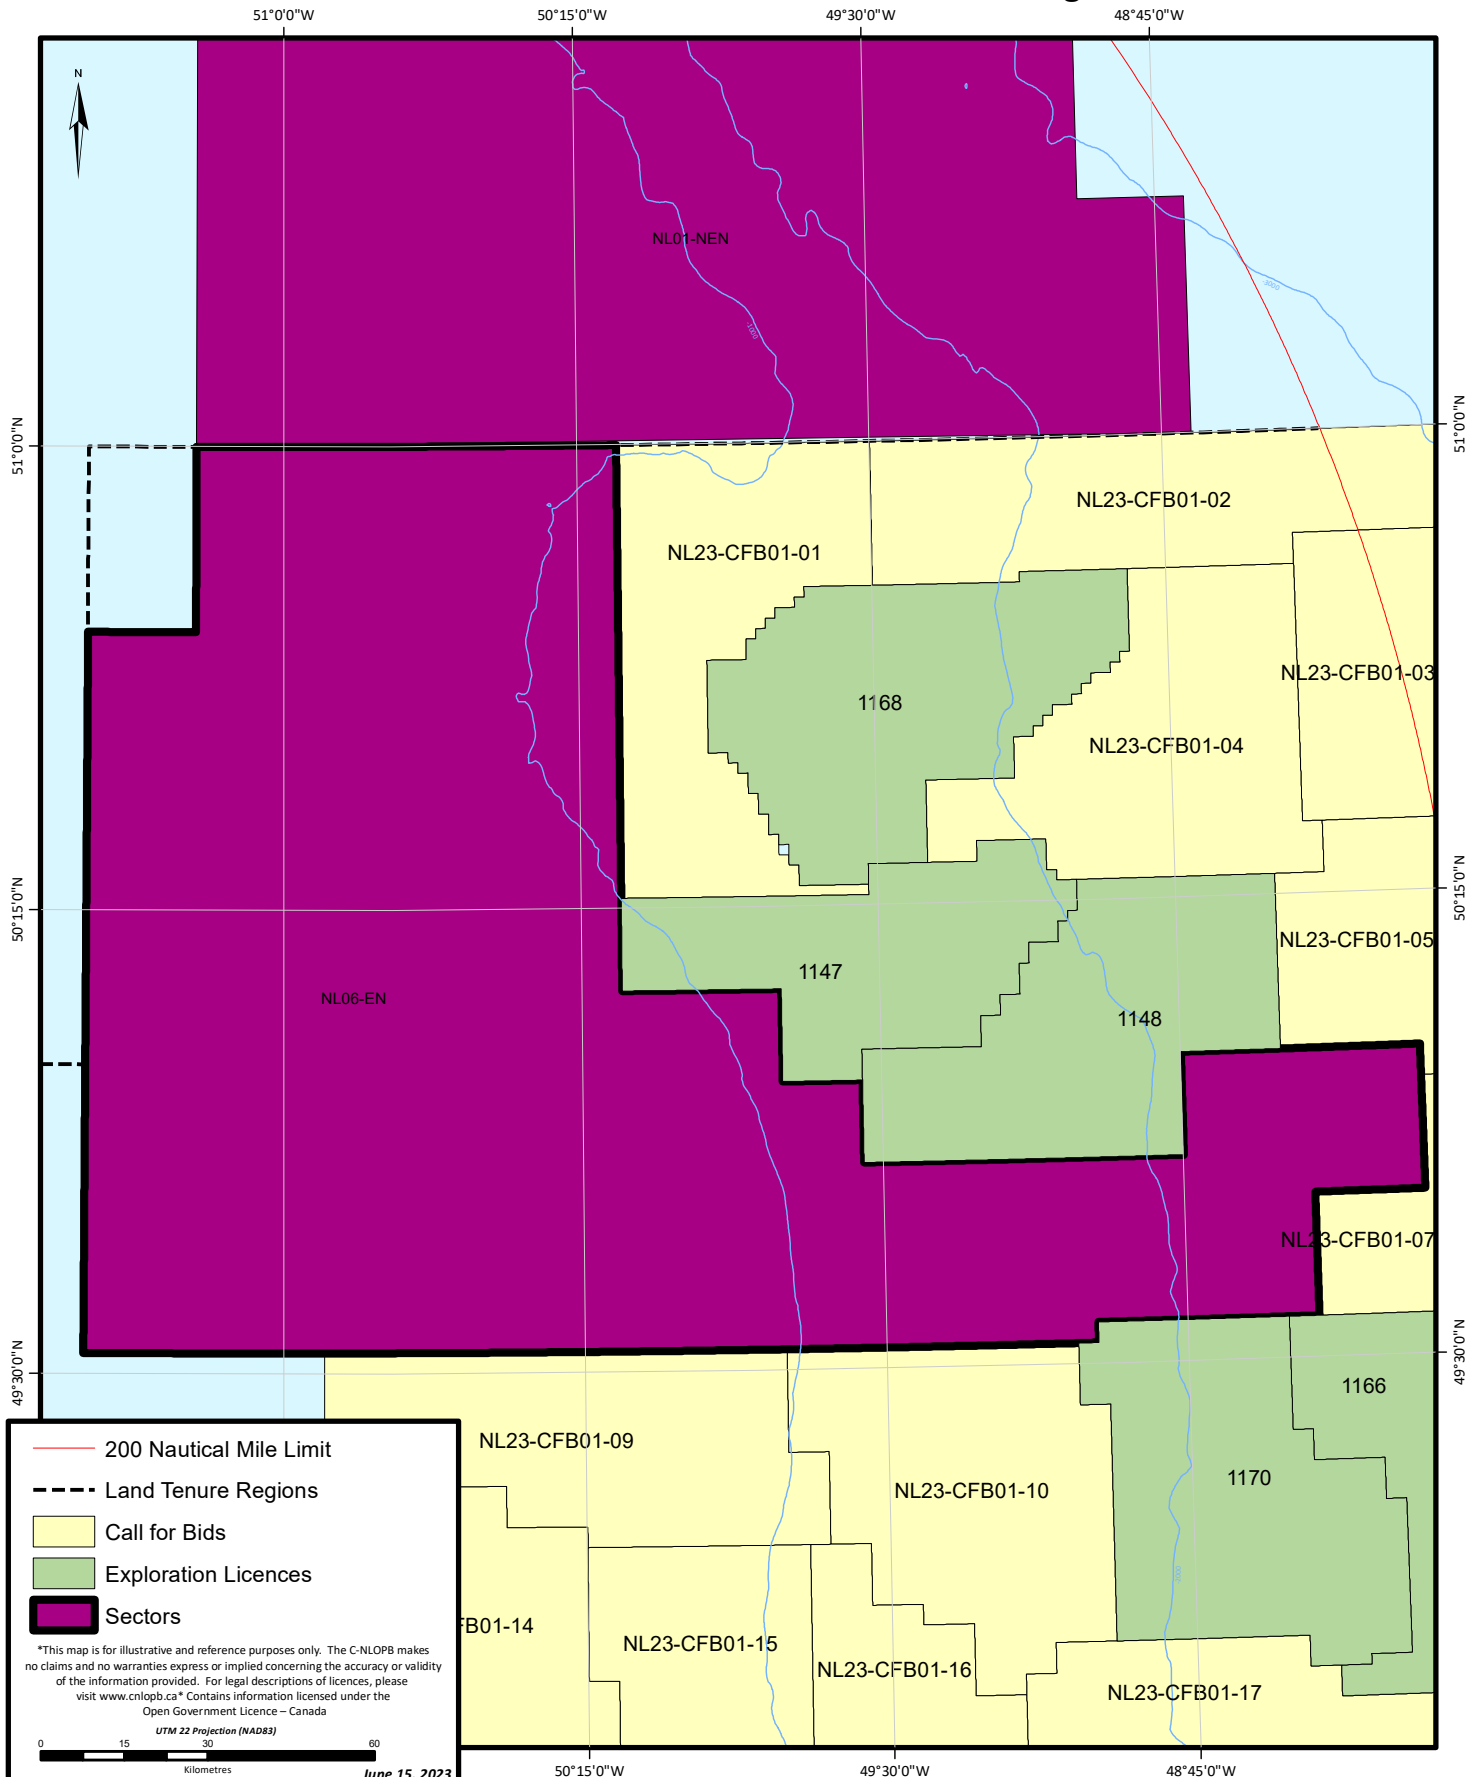 51°0'0"W
50°15'0"W
49°30'0"W
48°45'0"W
N
NL01-NEN
-1000
-3000
51°0'0"N
51°0'0"N
NL23-CFB01-02
NL23-CFB01-01
NL23-CFB01-03
1168
NL23-CFB01-04
50°15'0"N
50°15'0"N
NL23-CFB01-05
1147
NL06-EN
1148
NL23-CFB01-07
49°30'0"N
49°30'0"N
1166
NL23-CFB01-09
1170
NL23-CFB01-10
-2000
FB01-14
NL23-CFB01-15
NL23-CFB01-16
NL23-CFB01-17
200 Nautical Mile Limit
Land Tenure Regions
Call for Bids
Exploration Licences
Sectors
*This map is for illustrative and reference purposes only. The C-NLOPB makes
no claims and no warranties express or implied concerning the accuracy or validity
of the information provided. For legal descriptions of licences, please
visit www.cnlopb.ca* Contains information licensed under the
Open Government Licence – Canada
UTM 22 Projection (NAD83)
0 15 30 60
Kilometres
June 15, 2023
50°15'0"W
49°30'0"W
48°45'0"W